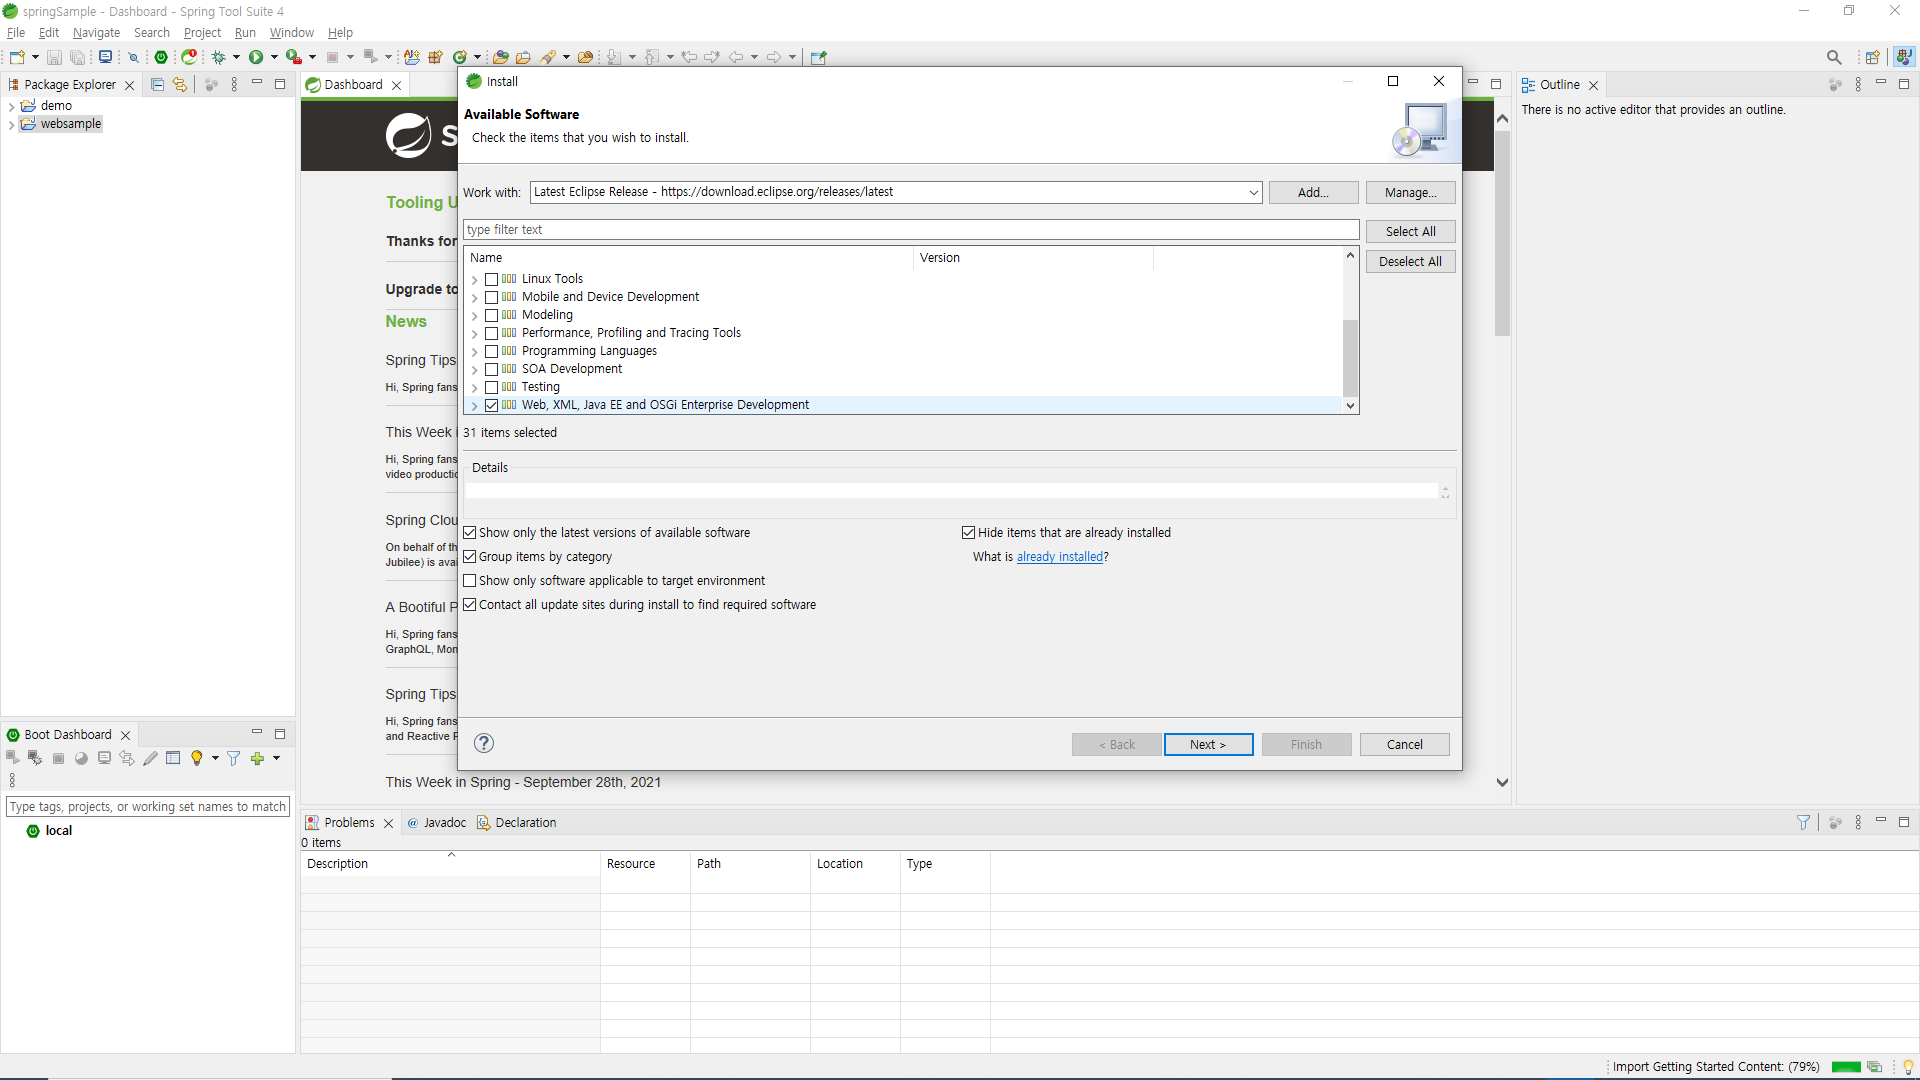 springSample - Dashboard - Spring Tool Suite 4
File Edit Navigate Search Project Run Window Help
Package Explorer
demo
websample
Dashboard
S
Tooling U
Thanks for
Upgrade to
News
Spring Tips
Hi, Spring fans
This Week i
Hi, Spring fans
video productio
Spring Clou
On behalf of th
Jubilee) is avai
A Bootiful P
Hi, Spring fans
GraphQL, Mon
Spring Tips
Hi, Spring fans
and Reactive P
This Week in Spring - September 28th, 2021
Install
Available Software
Check the items that you wish to install.
Work with: Latest Eclipse Release - https://download.eclipse.org/releases/latest Add... Manage...
type filter text
Select All
Deselect All
Name Version
Linux Tools
Mobile and Device Development
Modeling
Performance, Profiling and Tracing Tools
Programming Languages
SOA Development
Testing
Web, XML, Java EE and OSGi Enterprise Development
31 items selected
Details
Show only the latest versions of available software
Hide items that are already installed
Group items by category
What is already installed?
Show only software applicable to target environment
Contact all update sites during install to find required software
< Back Next > Finish Cancel
Outline
There is no active editor that provides an outline.
Boot Dashboard
Type tags, projects, or working set names to match
local
Problems Javadoc Declaration
0 items
Description Resource Path Location Type
Import Getting Started Content: (79%)